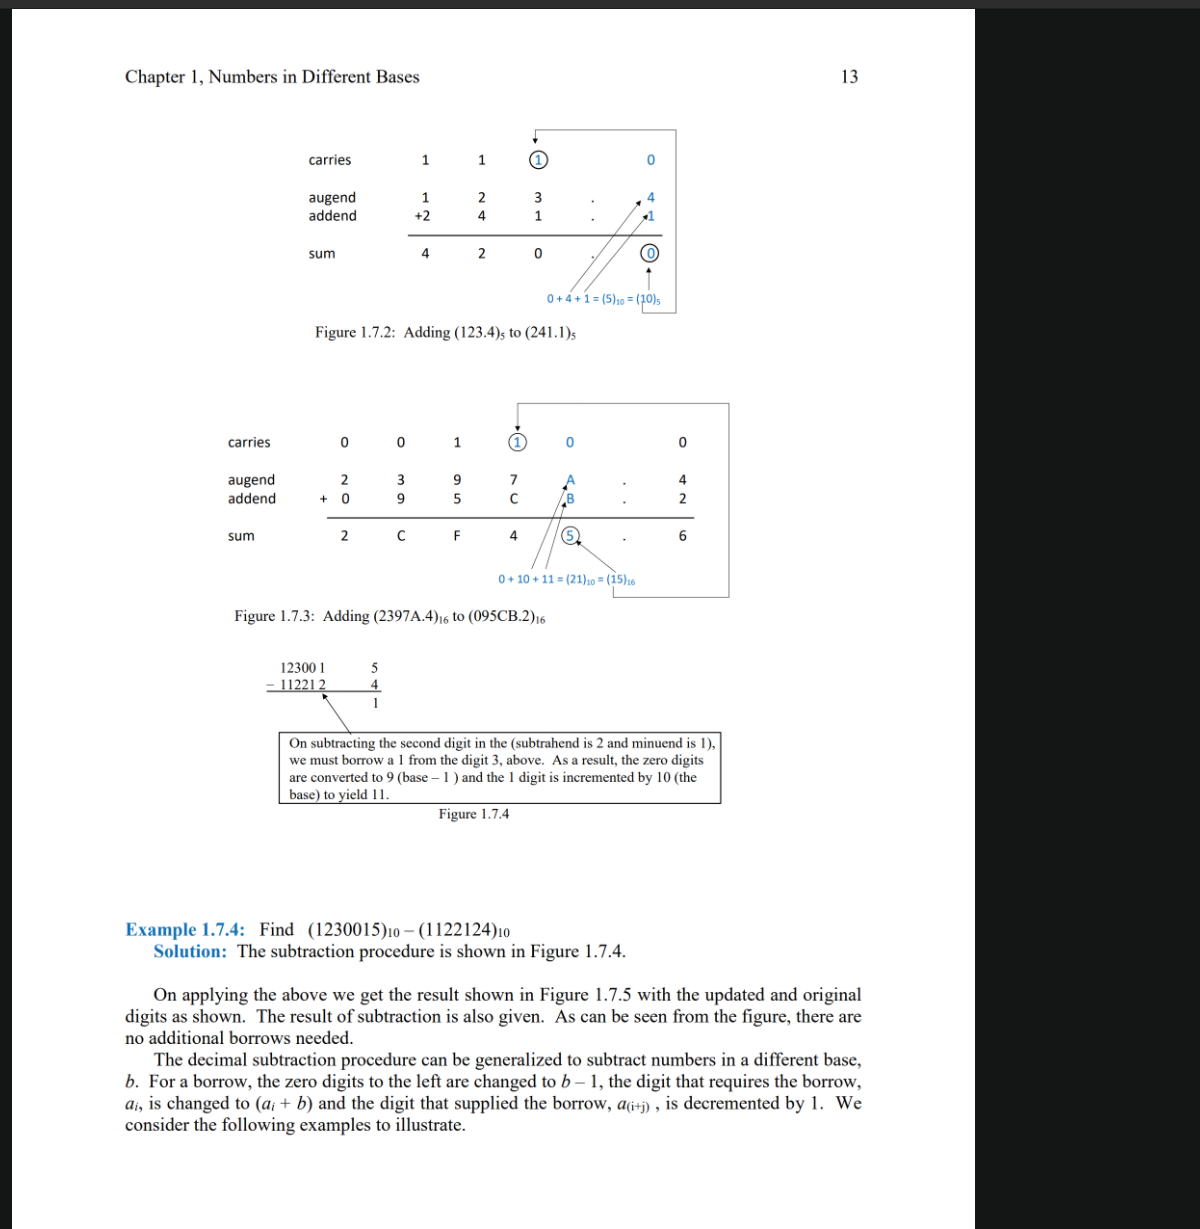 Chapter 1, Numbers in Different Bases 13
carries 1 1 1 0
augend 1 2 3 . 4
addend +2 4 1 . 1
sum 4 2 0 . 0
0 + 4 + 1 = (5)₁₀ = (10)₅
Figure 1.7.2: Adding (123.4)₅ to (241.1)₅
carries 0 0 1 1 0 0
augend 2 3 9 7 A . 4
addend + 0 9 5 C B . 2
sum 2 C F 4 5 . 6
0 + 10 + 11 = (21)₁₀ = (15)₁₆
Figure 1.7.3: Adding (2397A.4)₁₆ to (095CB.2)₁₆
12300 1 5
– 11221 2 4
1
On subtracting the second digit in the (subtrahend is 2 and minuend is 1),
we must borrow a 1 from the digit 3, above. As a result, the zero digits
are converted to 9 (base – 1 ) and the 1 digit is incremented by 10 (the
base) to yield 11.
Figure 1.7.4
Example 1.7.4: Find (1230015)₁₀ – (1122124)₁₀
Solution: The subtraction procedure is shown in Figure 1.7.4.
On applying the above we get the result shown in Figure 1.7.5 with the updated and original
digits as shown. The result of subtraction is also given. As can be seen from the figure, there are
no additional borrows needed.
The decimal subtraction procedure can be generalized to subtract numbers in a different base,
b. For a borrow, the zero digits to the left are changed to b – 1, the digit that requires the borrow,
aᵢ, is changed to (aᵢ + b) and the digit that supplied the borrow, a₍ᵢ₊ⱼ₎ , is decremented by 1. We
consider the following examples to illustrate.